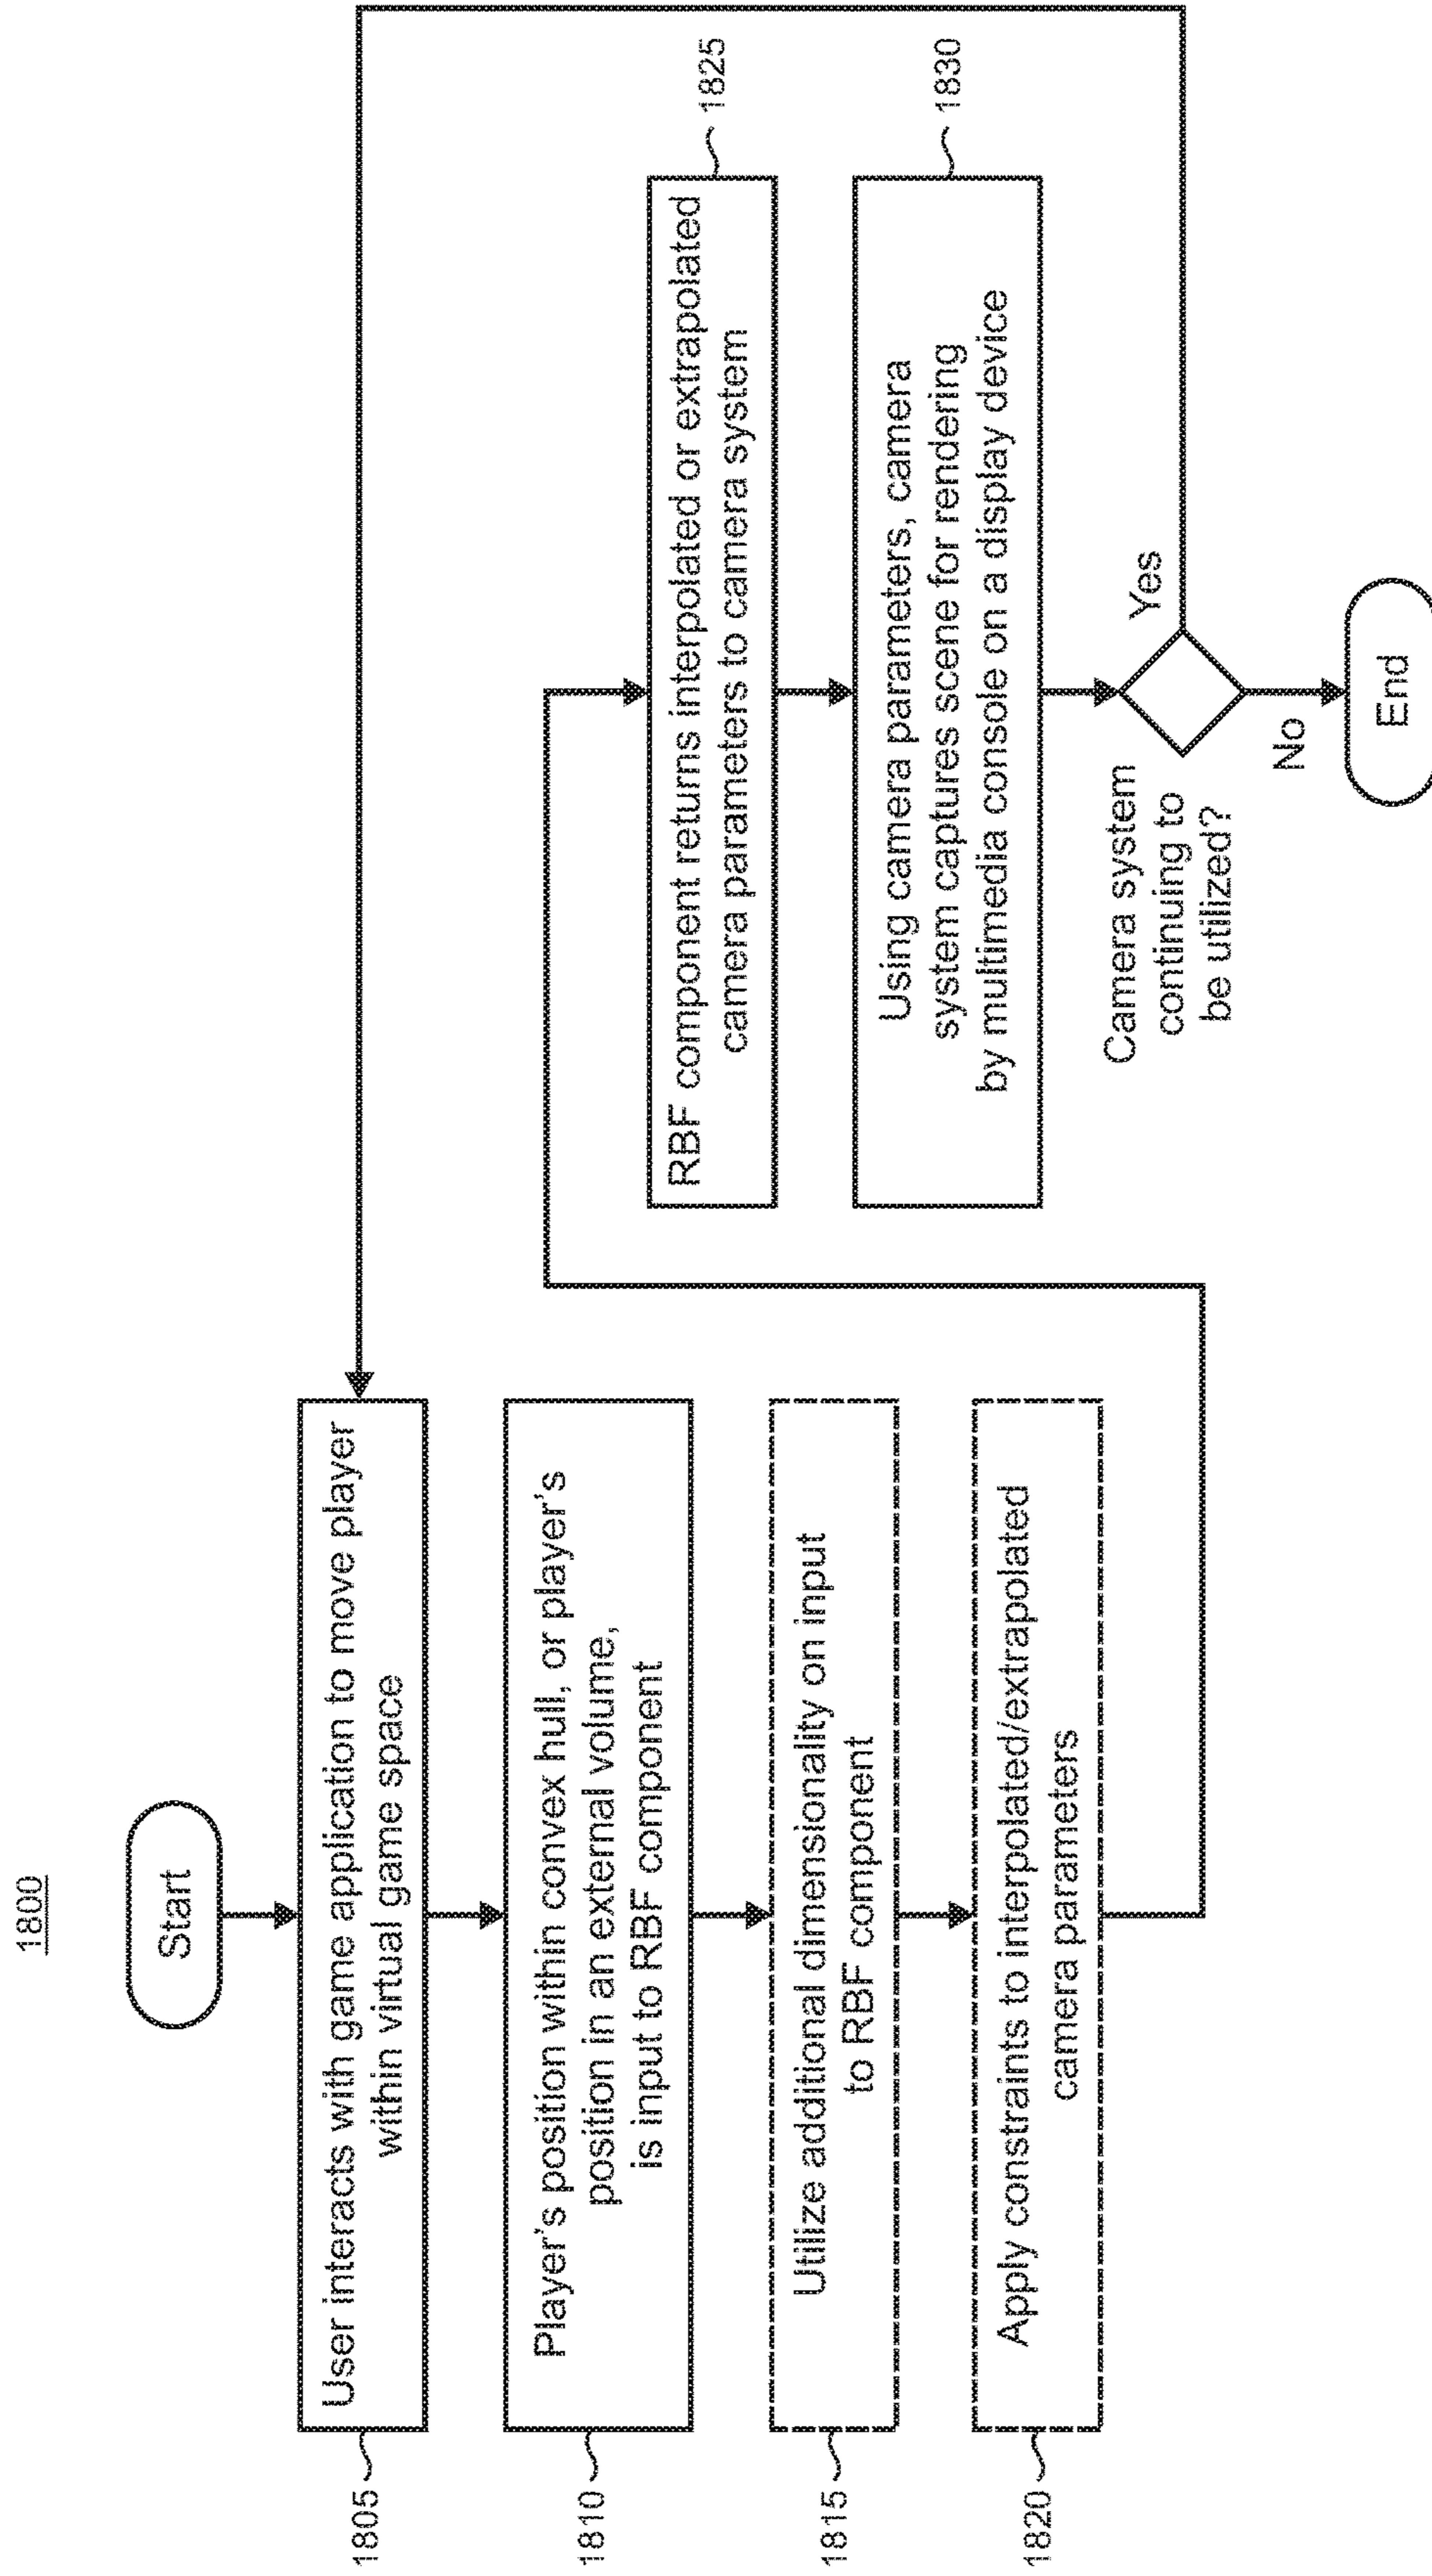 1800
Start
User interacts with game application to move player
within virtual game space
1805
Player's position within convex hull, or player's
position in an external volume,
is input to RBF component
1810
Utilize additional dimensionality on input
to RBF component
1815
Apply constraints to interpolated/extrapolated
camera parameters
1820
RBF component returns interpolated or extrapolated
camera parameters to camera system
1825
Using camera parameters, camera
system captures scene for rendering
by multimedia console on a display device
1830
Camera system
continuing to
be utilized?
Yes
No
End